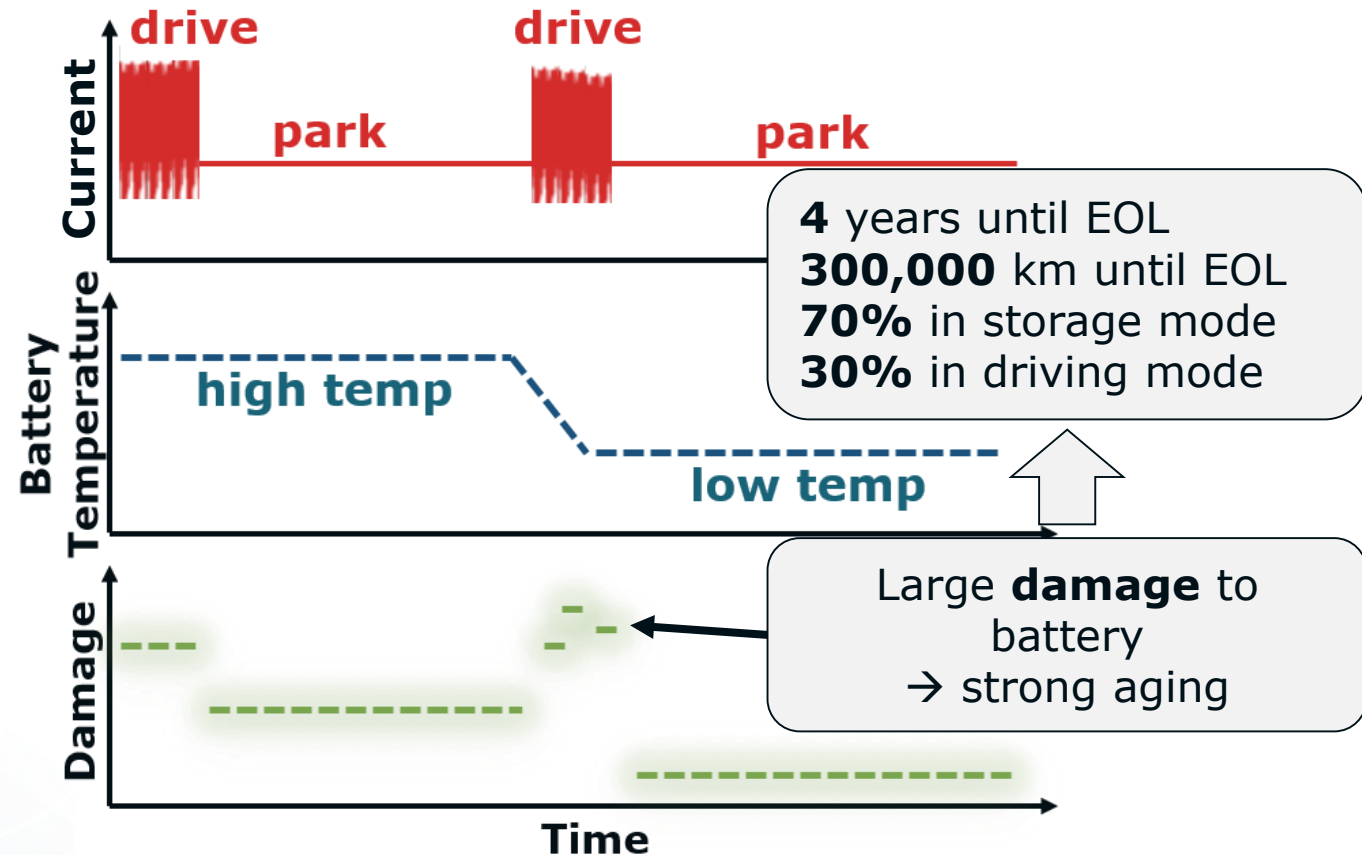 drive
drive
Current
park
park
4 years until EOL
300,000 km until EOL
70% in storage mode
30% in driving mode
Battery
Temperature
high temp
low temp
Damage
Large damage to
battery
→ strong aging
Time